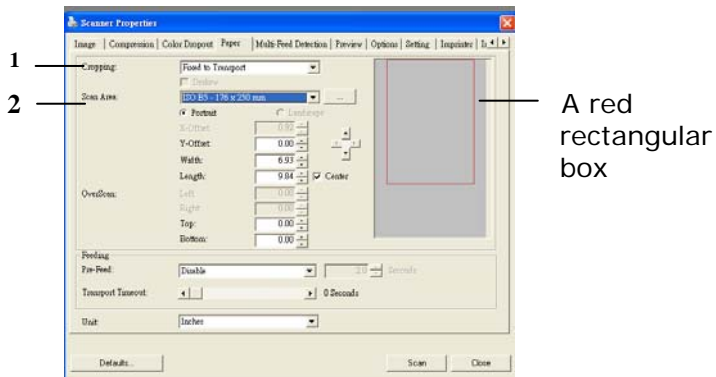 Scanner Properties
Image Compression Color Dropout Paper Multi-Feed Detection Preview Options Setting Imprinter
1 Cropping: Fixed to Transport
Deskew
2 Scan Area: ISO B5 - 176 x 250 mm ...
Portrait Landscape
X-Offset: 0.92
Y-Offset: 0.00
Width: 6.93
Length: 9.84 Center
OverScan: Left: 0.00
Right: 0.00
Top: 0.00
Bottom: 0.00
A red
rectangular
box
Feeding
Pre-Feed: Disable 2.0 Seconds
Transport Timeout: 0 Seconds
Unit: Inches
Defaults... Scan Close